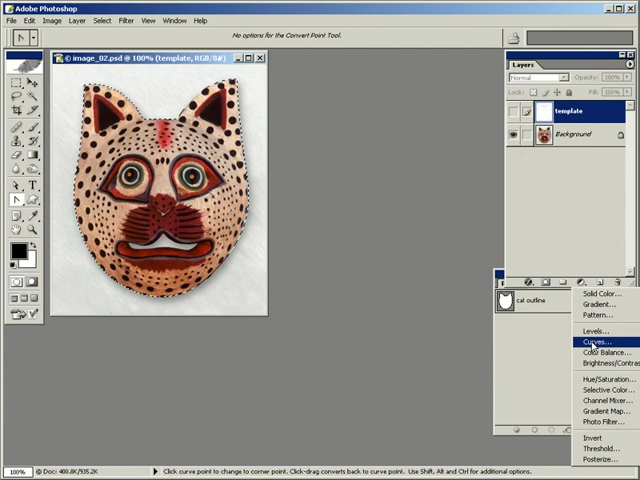 Adobe Photoshop
File Edit Image Layer Select Filter View Window Help
No options for the Convert Point Tool.
© image_02.psd @ 100% (template, RGB/8#)
Layers
Normal Opacity: 100%
Lock: Fill: 100%
template
Background
T
cat outline
Solid Color...
Gradient...
Pattern...
Levels...
Curves...
Color Balance...
Brightness/Contras
Hue/Saturation...
Selective Color...
Channel Mixer...
Gradient Map...
Photo Filter...
Invert
Threshold...
Posterize...
100% Doc: 400.8K/935.2K Click curve point to change to corner point. Click-drag converts back to curve point. Use Shift, Alt and Ctrl for additional options.